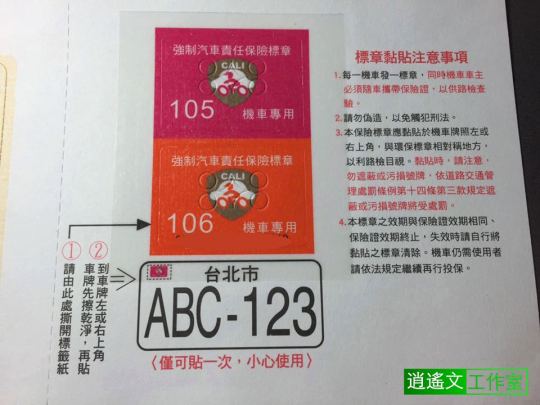 強制汽車責任保險標章
CALI
105 機車專用
強制汽車責任保險標章
CALI
106 機車專用
標章黏貼注意事項
1.每一機車發一標章，同時機車車主
必須隨車攜帶保險證，以供路檢查
驗。
2.請勿偽造，以免觸犯刑法。
3.本保險標章應黏貼於機車牌照左或
右上角，與環保標章相對稱地方，
以利路檢目視。黏貼時，請注意，
勿遮蔽或污損號牌，依道路交通管
理處罰條例第十四條第三款規定遮
蔽或污損號牌將受處罰。
4.本標章之效期與保險證效期相同、
保險證效期終止，失效時請自行將
黏貼之標章清除。機車仍需使用者
請依法規定繼續再行投保。
①請由此處撕開標籤紙
②到車牌左或右上角
車牌先擦乾淨，再貼
台北市
ABC-123
〈僅可貼一次，小心使用〉
逍遙文工作室